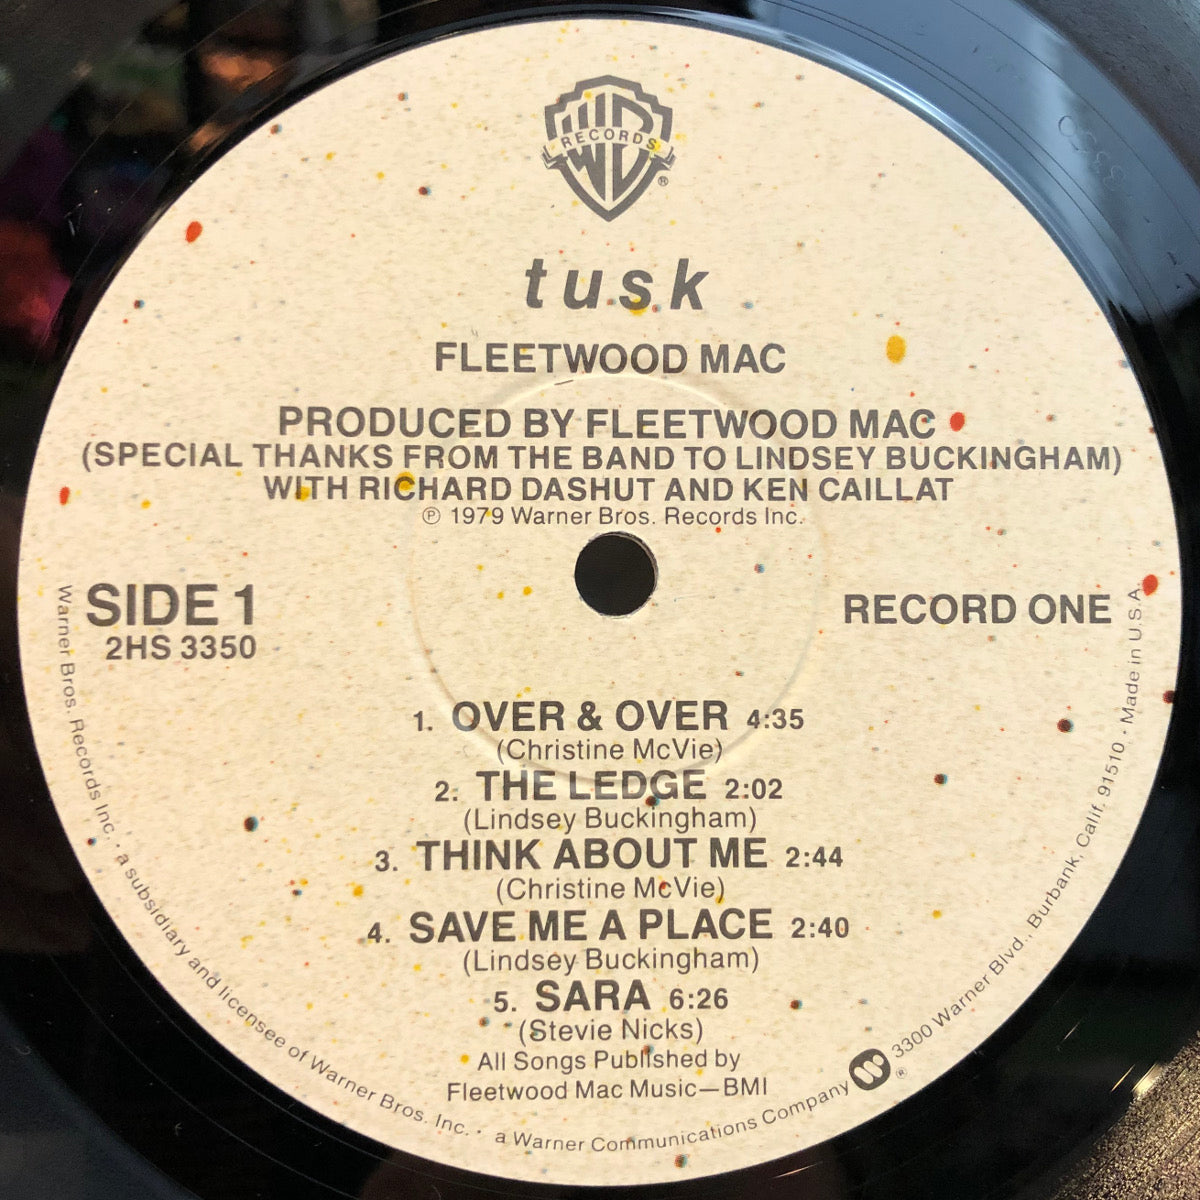 WB
RECORDS
®
tusk
FLEETWOOD MAC
PRODUCED BY FLEETWOOD MAC
(SPECIAL THANKS FROM THE BAND TO LINDSEY BUCKINGHAM)
WITH RICHARD DASHUT AND KEN CAILLAT
℗ 1979 Warner Bros. Records Inc.
SIDE 1
2HS 3350
RECORD ONE
1. OVER & OVER 4:35
(Christine McVie)
2. THE LEDGE 2:02
(Lindsey Buckingham)
3. THINK ABOUT ME 2:44
(Christine McVie)
4. SAVE ME A PLACE 2:40
(Lindsey Buckingham)
5. SARA 6:26
(Stevie Nicks)
All Songs Published by
Fleetwood Mac Music—BMI
Warner Bros. Records Inc. · a subsidiary and licensee of Warner Bros. Inc. · a Warner Communications Company ® 3300 Warner Blvd., Burbank, Calif. 91510 · Made in U.S.A.